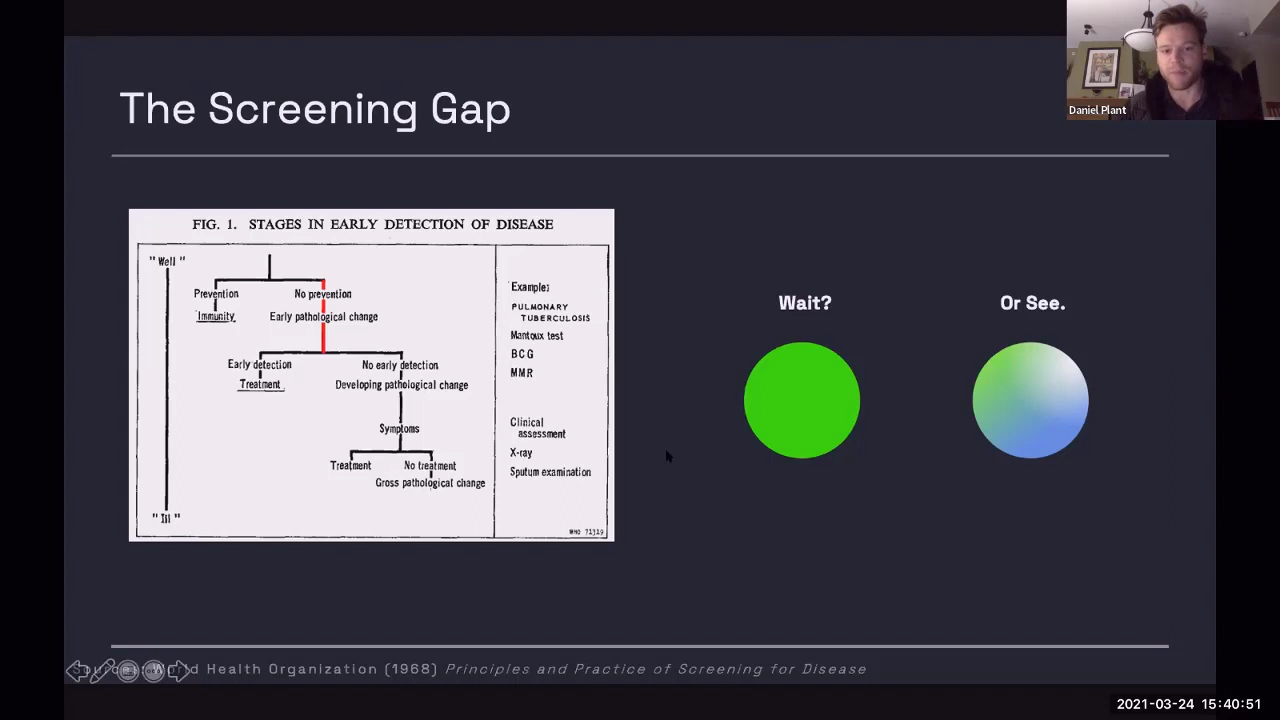 The Screening Gap
Daniel Plant
FIG. 1. STAGES IN EARLY DETECTION OF DISEASE
"Well"
Prevention
No prevention
Immunity
Early pathological change
Early detection
No early detection
Treatment
Developing pathological change
Symptoms
Treatment
No treatment
Gross pathological change
"Ill"
Example:
PULMONARY
TUBERCULOSIS
Mantoux test
BCG
MMR
Clinical
assessment
X-ray
Sputum examination
WHO 71319
Wait?
Or See.
Source: World Health Organization (1968) Principles and Practice of Screening for Disease
2021-03-24 15:40:51